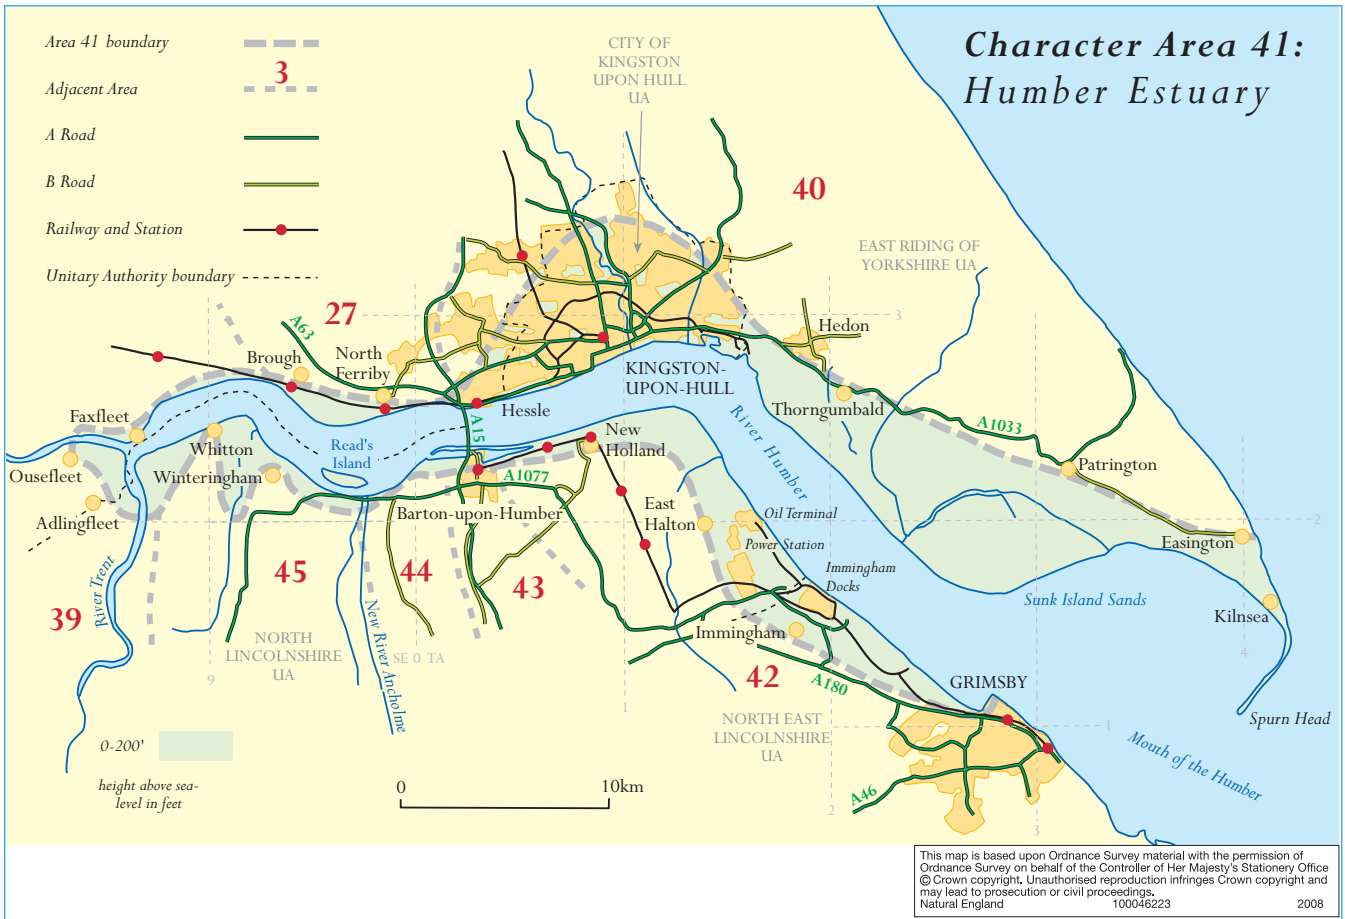 Character Area 41:
Humber Estuary
Area 41 boundary
3
Adjacent Area
A Road
B Road
Railway and Station
Unitary Authority boundary
CITY OF
KINGSTON
UPON HULL
UA
40
EAST RIDING OF
YORKSHIRE UA
27
A63
3
Hedon
Brough
North
Ferriby
KINGSTON-
UPON-HULL
Hessle
A15
Thorngumbald
A1033
River Humber
Faxfleet
Whitton
Read's
Island
New
Holland
Ousefleet
Winteringham
A1077
Patrington
Adlingfleet
Barton-upon-Humber
East
Halton
Oil Terminal
2
Power Station
Easington
Immingham
Docks
45
44
43
39
River Trent
New River Ancholme
Sunk Island Sands
Kilnsea
Immingham
NORTH
LINCOLNSHIRE
UA
SE 0 TA
9
4
42
A180
GRIMSBY
1
NORTH EAST
LINCOLNSHIRE
UA
1
Spurn Head
Mouth of the Humber
0-200'
height above sea-
level in feet
0
10km
A46
2
3
This map is based upon Ordnance Survey material with the permission of
Ordnance Survey on behalf of the Controller of Her Majesty's Stationery Office
© Crown copyright. Unauthorised reproduction infringes Crown copyright and
may lead to prosecution or civil proceedings.
Natural England 100046223 2008